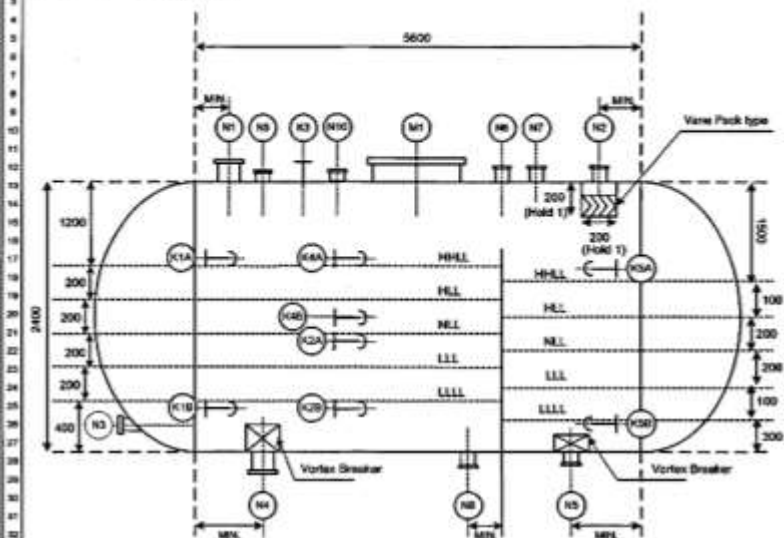 5600
MIN.
MIN.
N1
K3
N10
M1
N6
N7
N2
Vane Pack type
1200
200
(Hold 1)
200
(Hold 1)
1500
K1A
K4A
HHLL
K5A
HHLL
200
HLL
100
HLL
2400
200
K4B
NLL
200
K2A
NLL
200
LLL
200
LLL
200
LLLL
100
K1B
K2B
LLLL
K5B
400
N3
300
Vortex Breaker
Vortex Breaker
N4
N8
N5
MIN.
MIN.
MIN.